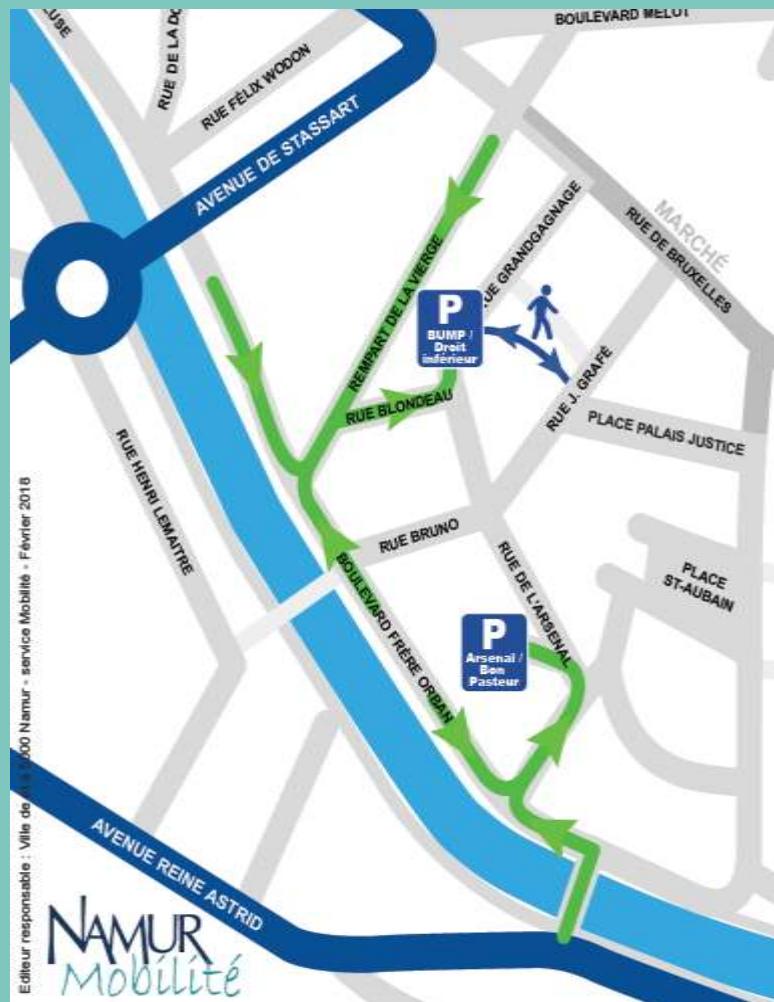 BOULEVARD MELOT
RUE DE LA
RUE FÉLIX WODON
AVENUE DE STASSART
MARCHÉ
RUE DE BRUXELLES
RUE GRANDGAGNAGE
REMPART DE LA VIERGE
P
BUMP /
Droit
inférieur
RUE BLONDEAU
RUE J. GRAFÉ
PLACE PALAIS JUSTICE
RUE HENRI LEMAITRE
RUE BRUNO
RUE DE L'ARSENAL
PLACE
ST-AUBAIN
BOULEVARD FRÈRE ORBAN
P
Arsenal /
Bon
Pasteur
AVENUE REINE ASTRID
Editeur responsable : Ville de et à 5000 Namur - service Mobilité - Février 2018
NAMUR
Mobilité